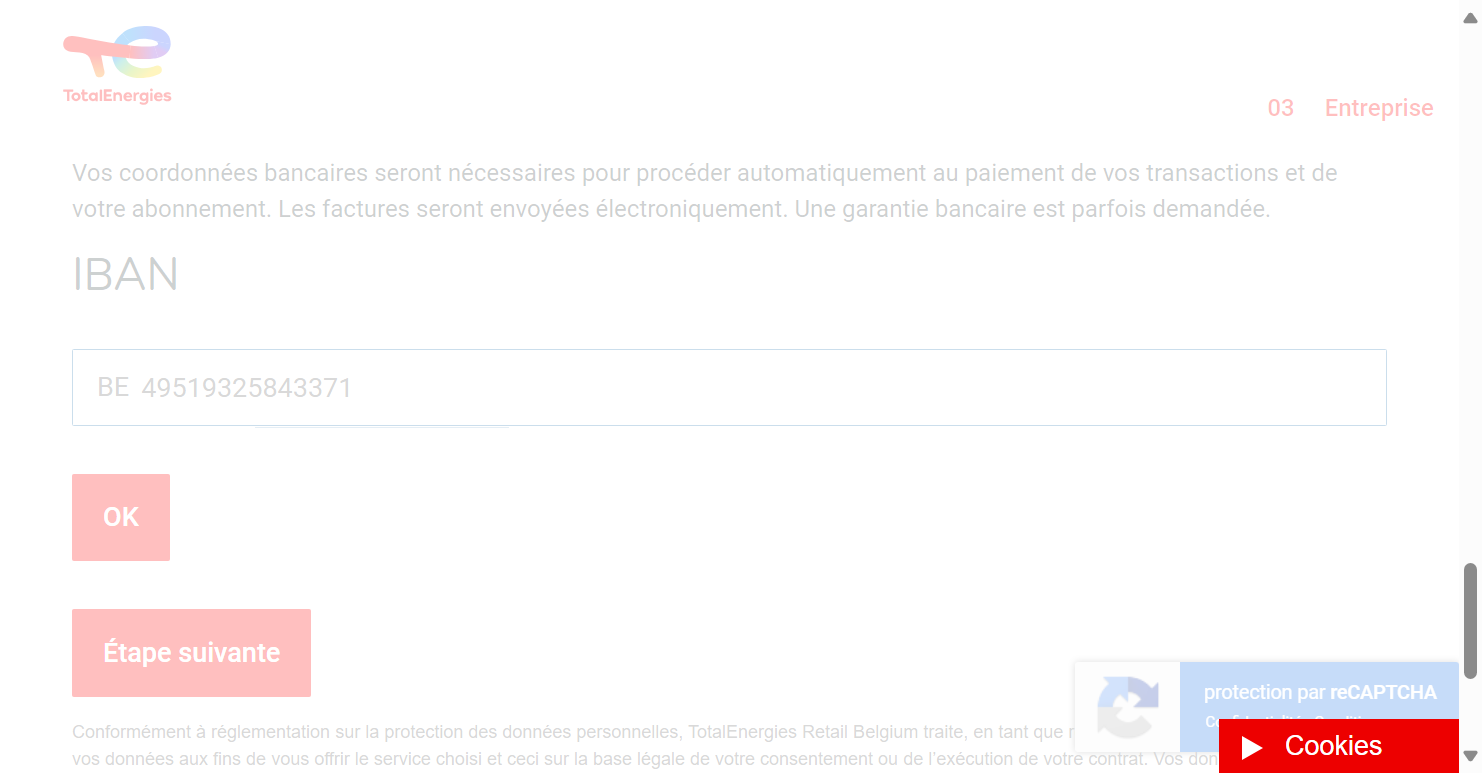 TotalEnergies
03 Entreprise
Vos coordonnées bancaires seront nécessaires pour procéder automatiquement au paiement de vos transactions et de
votre abonnement. Les factures seront envoyées électroniquement. Une garantie bancaire est parfois demandée.
IBAN
BE 49519325843371
OK
Étape suivante
protection par reCAPTCHA
Conformément à réglementation sur la protection des données personnelles, TotalEnergies Retail Belgium traite, en tant que
vos données aux fins de vous offrir le service choisi et ceci sur la base légale de votre consentement ou de l'exécution de votre contrat. Vos
Cookies